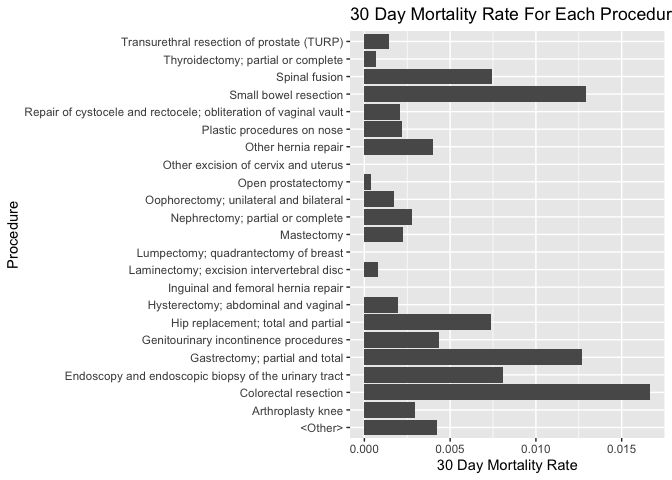 30 Day Mortality Rate For Each Procedur
Transurethral resection of prostate (TURP)
Thyroidectomy; partial or complete
Spinal fusion
Small bowel resection
Repair of cystocele and rectocele; obliteration of vaginal vault
Plastic procedures on nose
Other hernia repair
Other excision of cervix and uterus
Open prostatectomy
Oophorectomy; unilateral and bilateral
Nephrectomy; partial or complete
Mastectomy
Lumpectomy; quadrantectomy of breast
Laminectomy; excision intervertebral disc
Inguinal and femoral hernia repair
Hysterectomy; abdominal and vaginal
Hip replacement; total and partial
Genitourinary incontinence procedures
Gastrectomy; partial and total
Endoscopy and endoscopic biopsy of the urinary tract
Colorectal resection
Arthroplasty knee
<Other>
Procedure
0.000 0.005 0.010 0.015
30 Day Mortality Rate